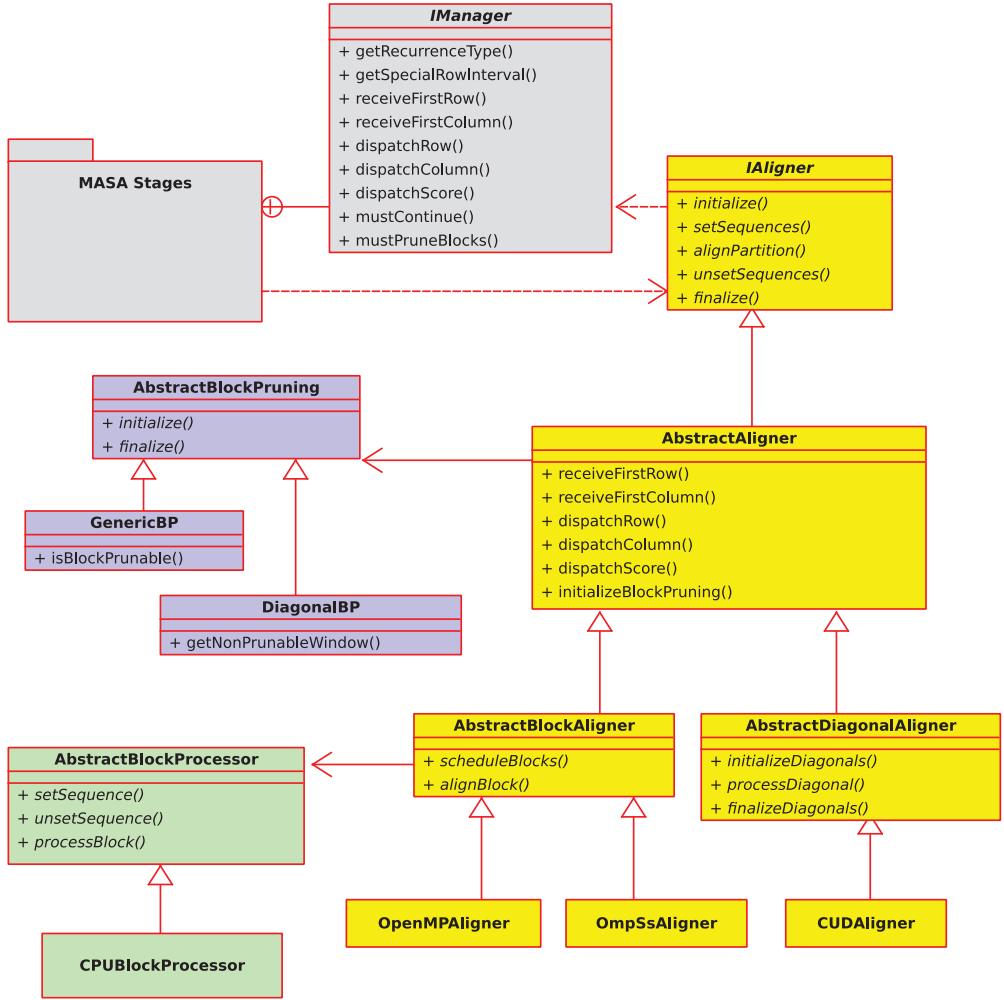 IManager
+ getRecurrenceType()
+ getSpecialRowInterval()
+ receiveFirstRow()
+ receiveFirstColumn()
+ dispatchRow()
+ dispatchColumn()
+ dispatchScore()
+ mustContinue()
+ mustPruneBlocks()
MASA Stages
IAligner
+ initialize()
+ setSequences()
+ alignPartition()
+ unsetSequences()
+ finalize()
AbstractBlockPruning
+ initialize()
+ finalize()
AbstractAligner
+ receiveFirstRow()
+ receiveFirstColumn()
+ dispatchRow()
+ dispatchColumn()
+ dispatchScore()
+ initializeBlockPruning()
GenericBP
+ isBlockPrunable()
DiagonalBP
+ getNonPrunableWindow()
AbstractBlockAligner
+ scheduleBlocks()
+ alignBlock()
AbstractDiagonalAligner
+ initializeDiagonals()
+ processDiagonal()
+ finalizeDiagonals()
AbstractBlockProcessor
+ setSequence()
+ unsetSequence()
+ processBlock()
OpenMPAligner
OmpSsAligner
CUDAligner
CPUBlockProcessor